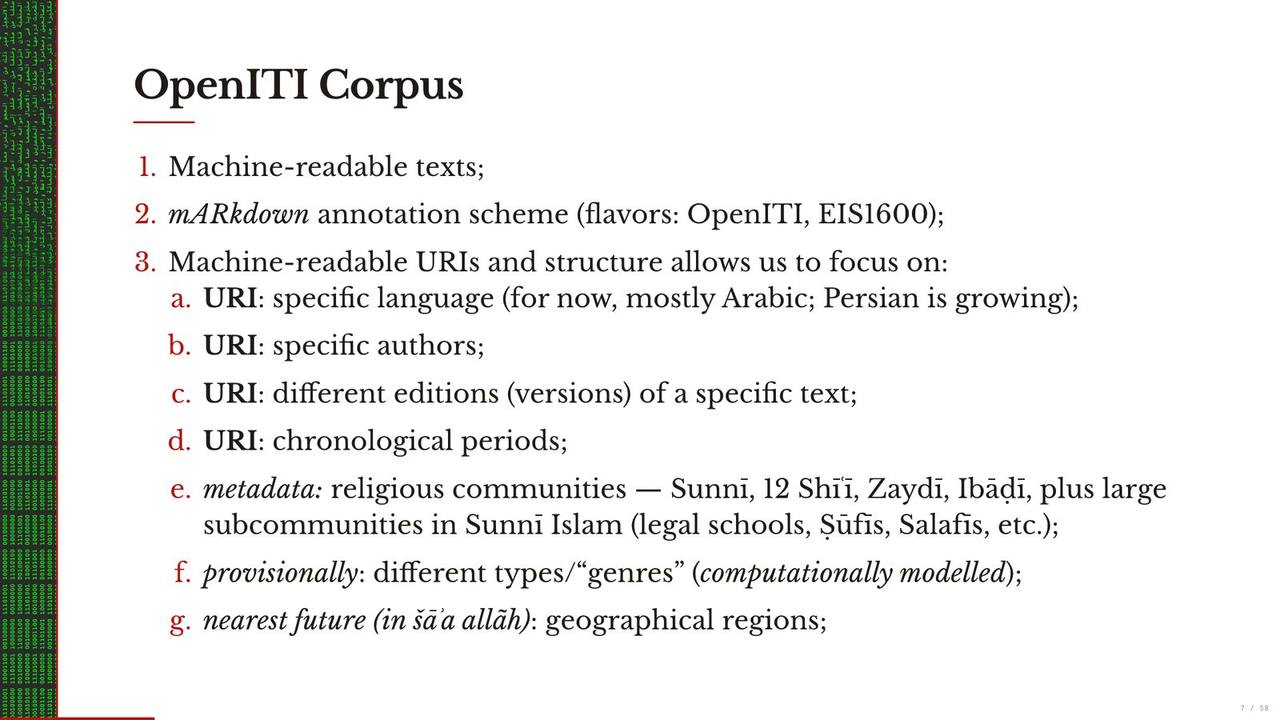 OpenITI Corpus
1. Machine-readable texts;
2. mARkdown annotation scheme (flavors: OpenITI, EIS1600);
3. Machine-readable URIs and structure allows us to focus on:
a. URI: specific language (for now, mostly Arabic; Persian is growing);
b. URI: specific authors;
c. URI: different editions (versions) of a specific text;
d. URI: chronological periods;
e. metadata: religious communities — Sunnī, 12 Shīʿī, Zaydī, Ibāḍī, plus large
subcommunities in Sunnī Islam (legal schools, Ṣūfīs, Salafīs, etc.);
f. provisionally: different types/“genres” (computationally modelled);
g. nearest future (in šāʾa allãh): geographical regions;
7 / 58